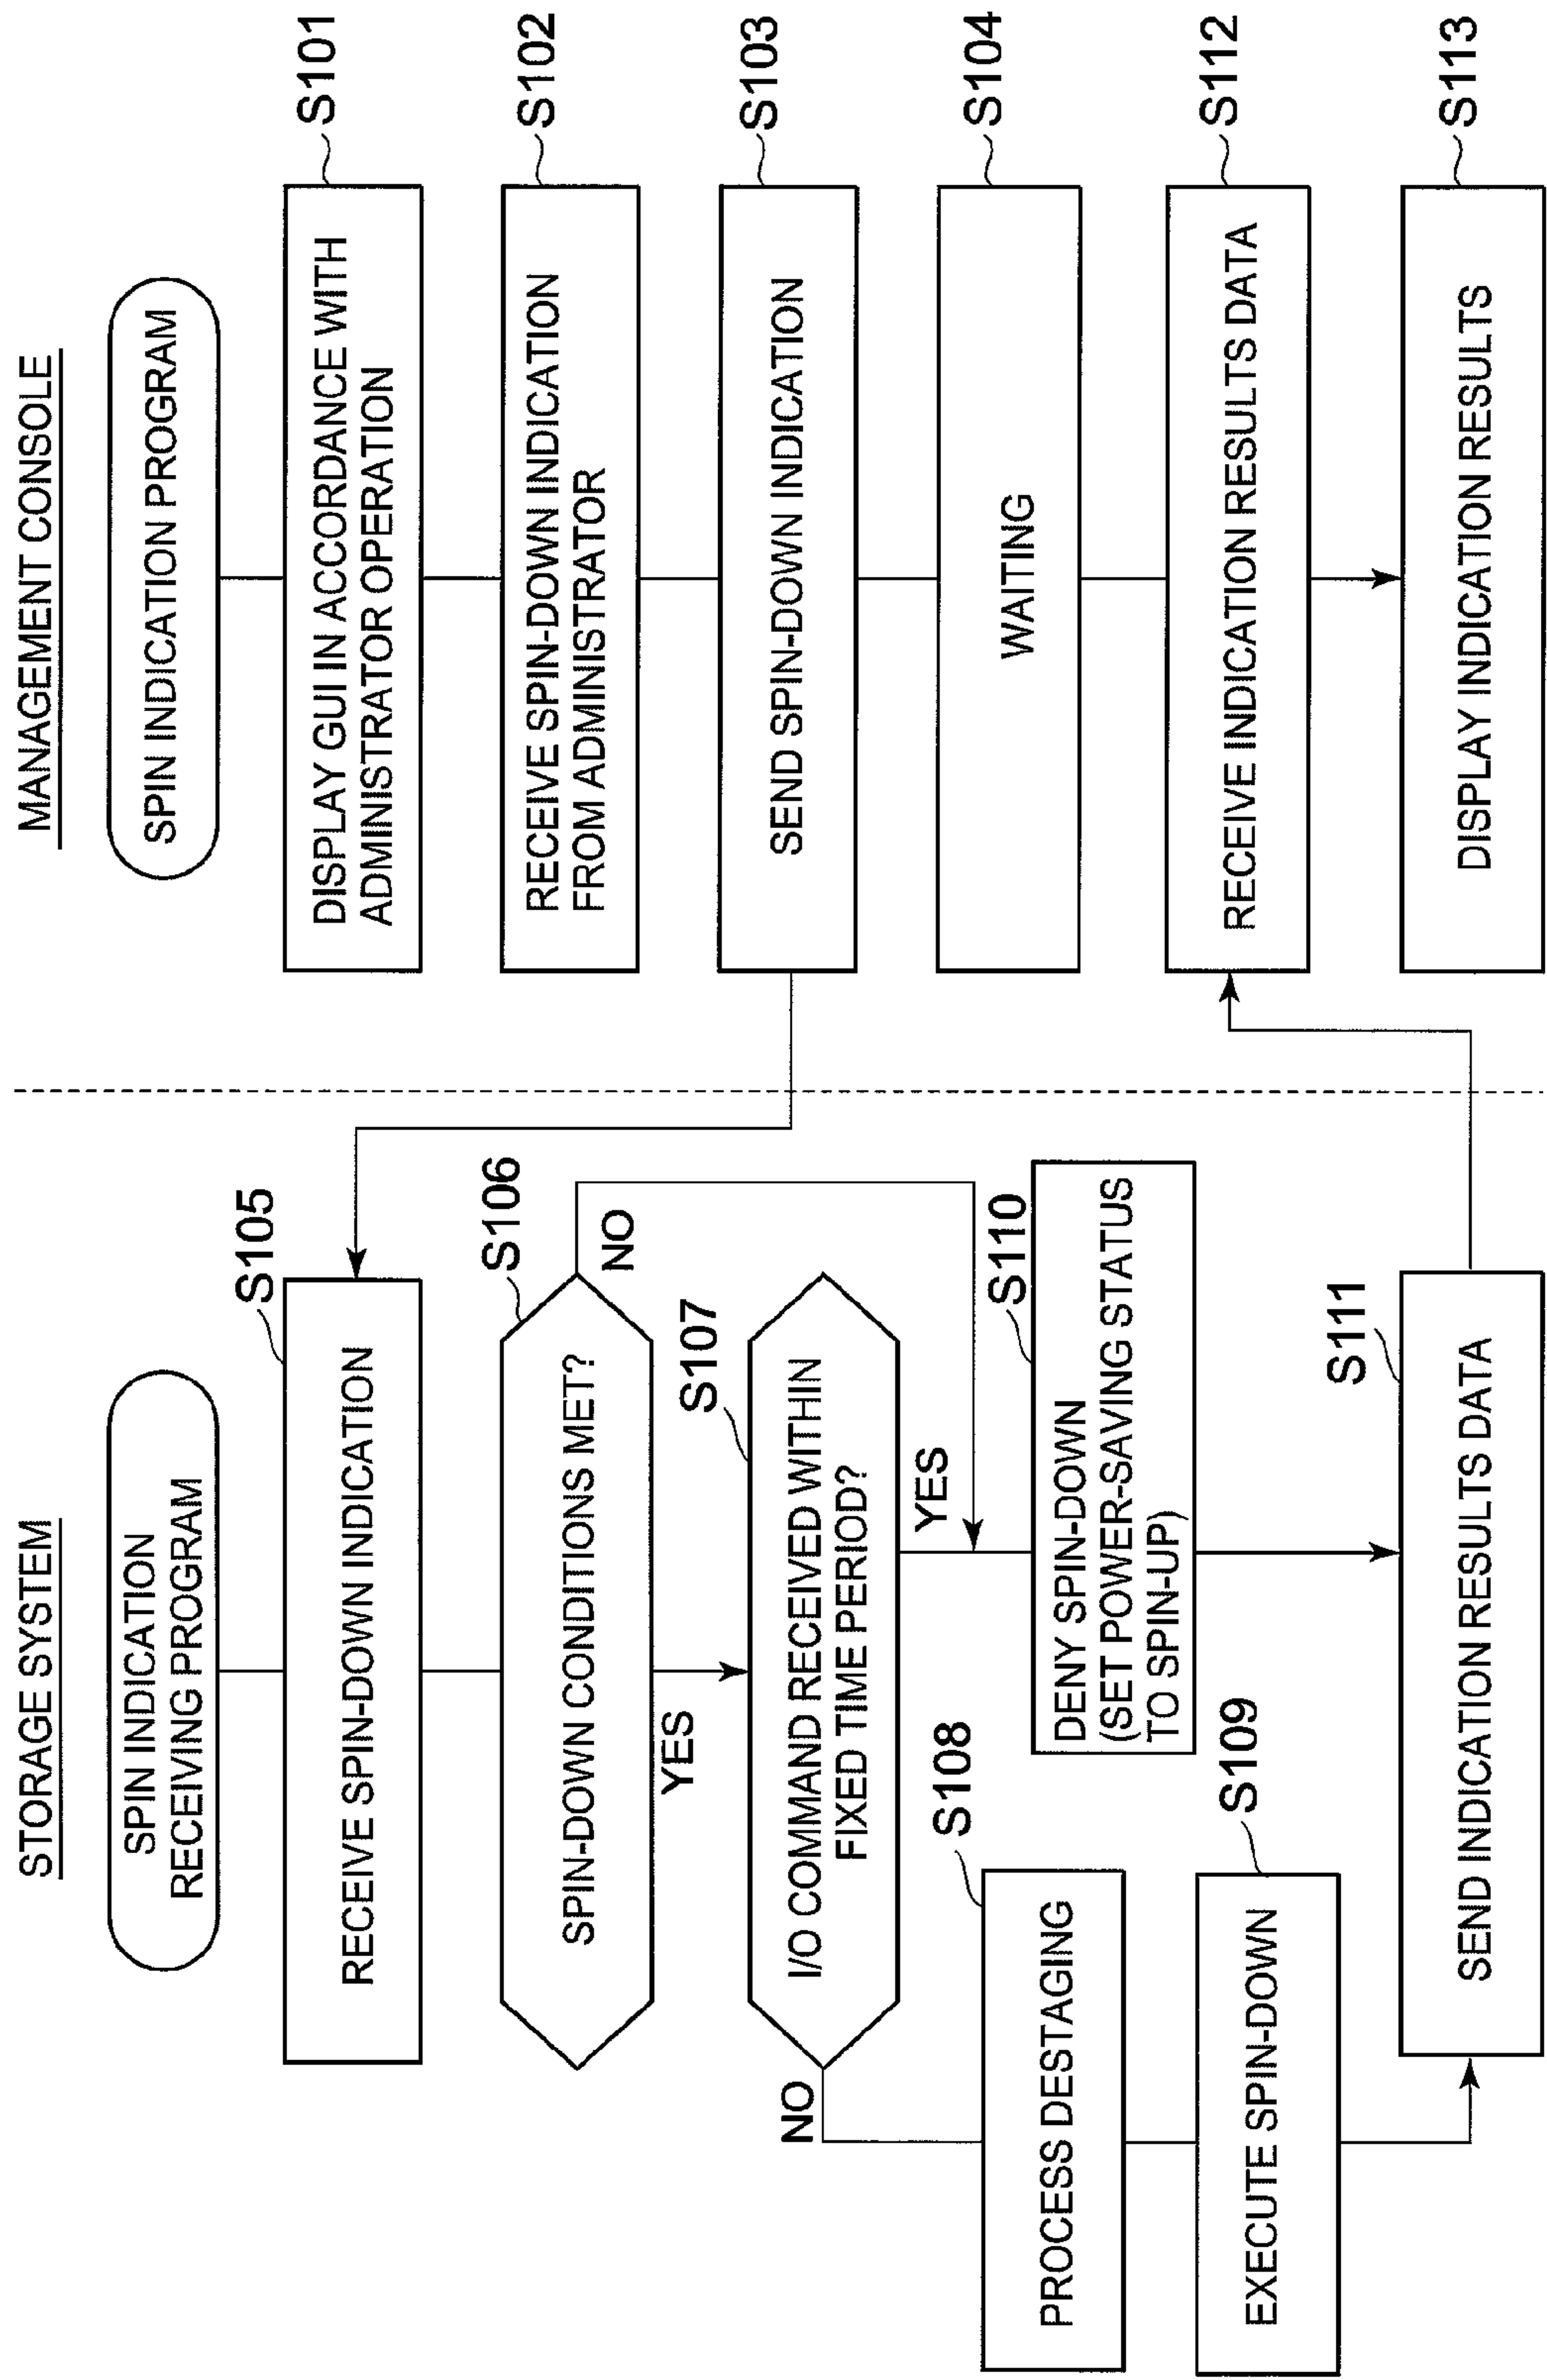 STORAGE SYSTEM
SPIN INDICATION
RECEIVING PROGRAM
S105
RECEIVE SPIN-DOWN INDICATION
S106
SPIN-DOWN CONDITIONS MET?
NO
YES
S107
I/O COMMAND RECEIVED WITHIN
FIXED TIME PERIOD?
NO
YES
S108
PROCESS DESTAGING
S109
EXECUTE SPIN-DOWN
S110
DENY SPIN-DOWN
(SET POWER-SAVING STATUS
TO SPIN-UP)
S111
SEND INDICATION RESULTS DATA
MANAGEMENT CONSOLE
SPIN INDICATION PROGRAM
DISPLAY GUI IN ACCORDANCE WITH
ADMINISTRATOR OPERATION
S101
RECEIVE SPIN-DOWN INDICATION
FROM ADMINISTRATOR
S102
SEND SPIN-DOWN INDICATION
S103
WAITING
S104
RECEIVE INDICATION RESULTS DATA
S112
DISPLAY INDICATION RESULTS
S113